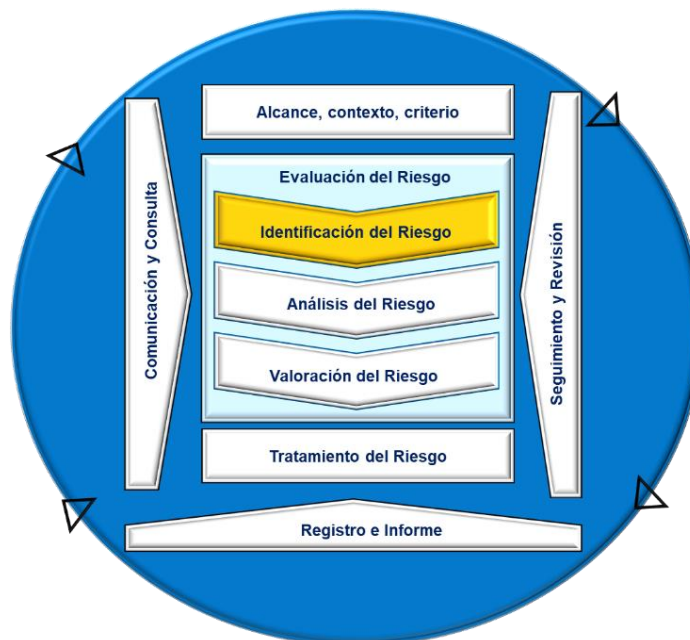 Alcance, contexto, criterio
Comunicación y Consulta
Evaluación del Riesgo
Identificación del Riesgo
Análisis del Riesgo
Valoración del Riesgo
Seguimiento y Revisión
Tratamiento del Riesgo
Registro e Informe